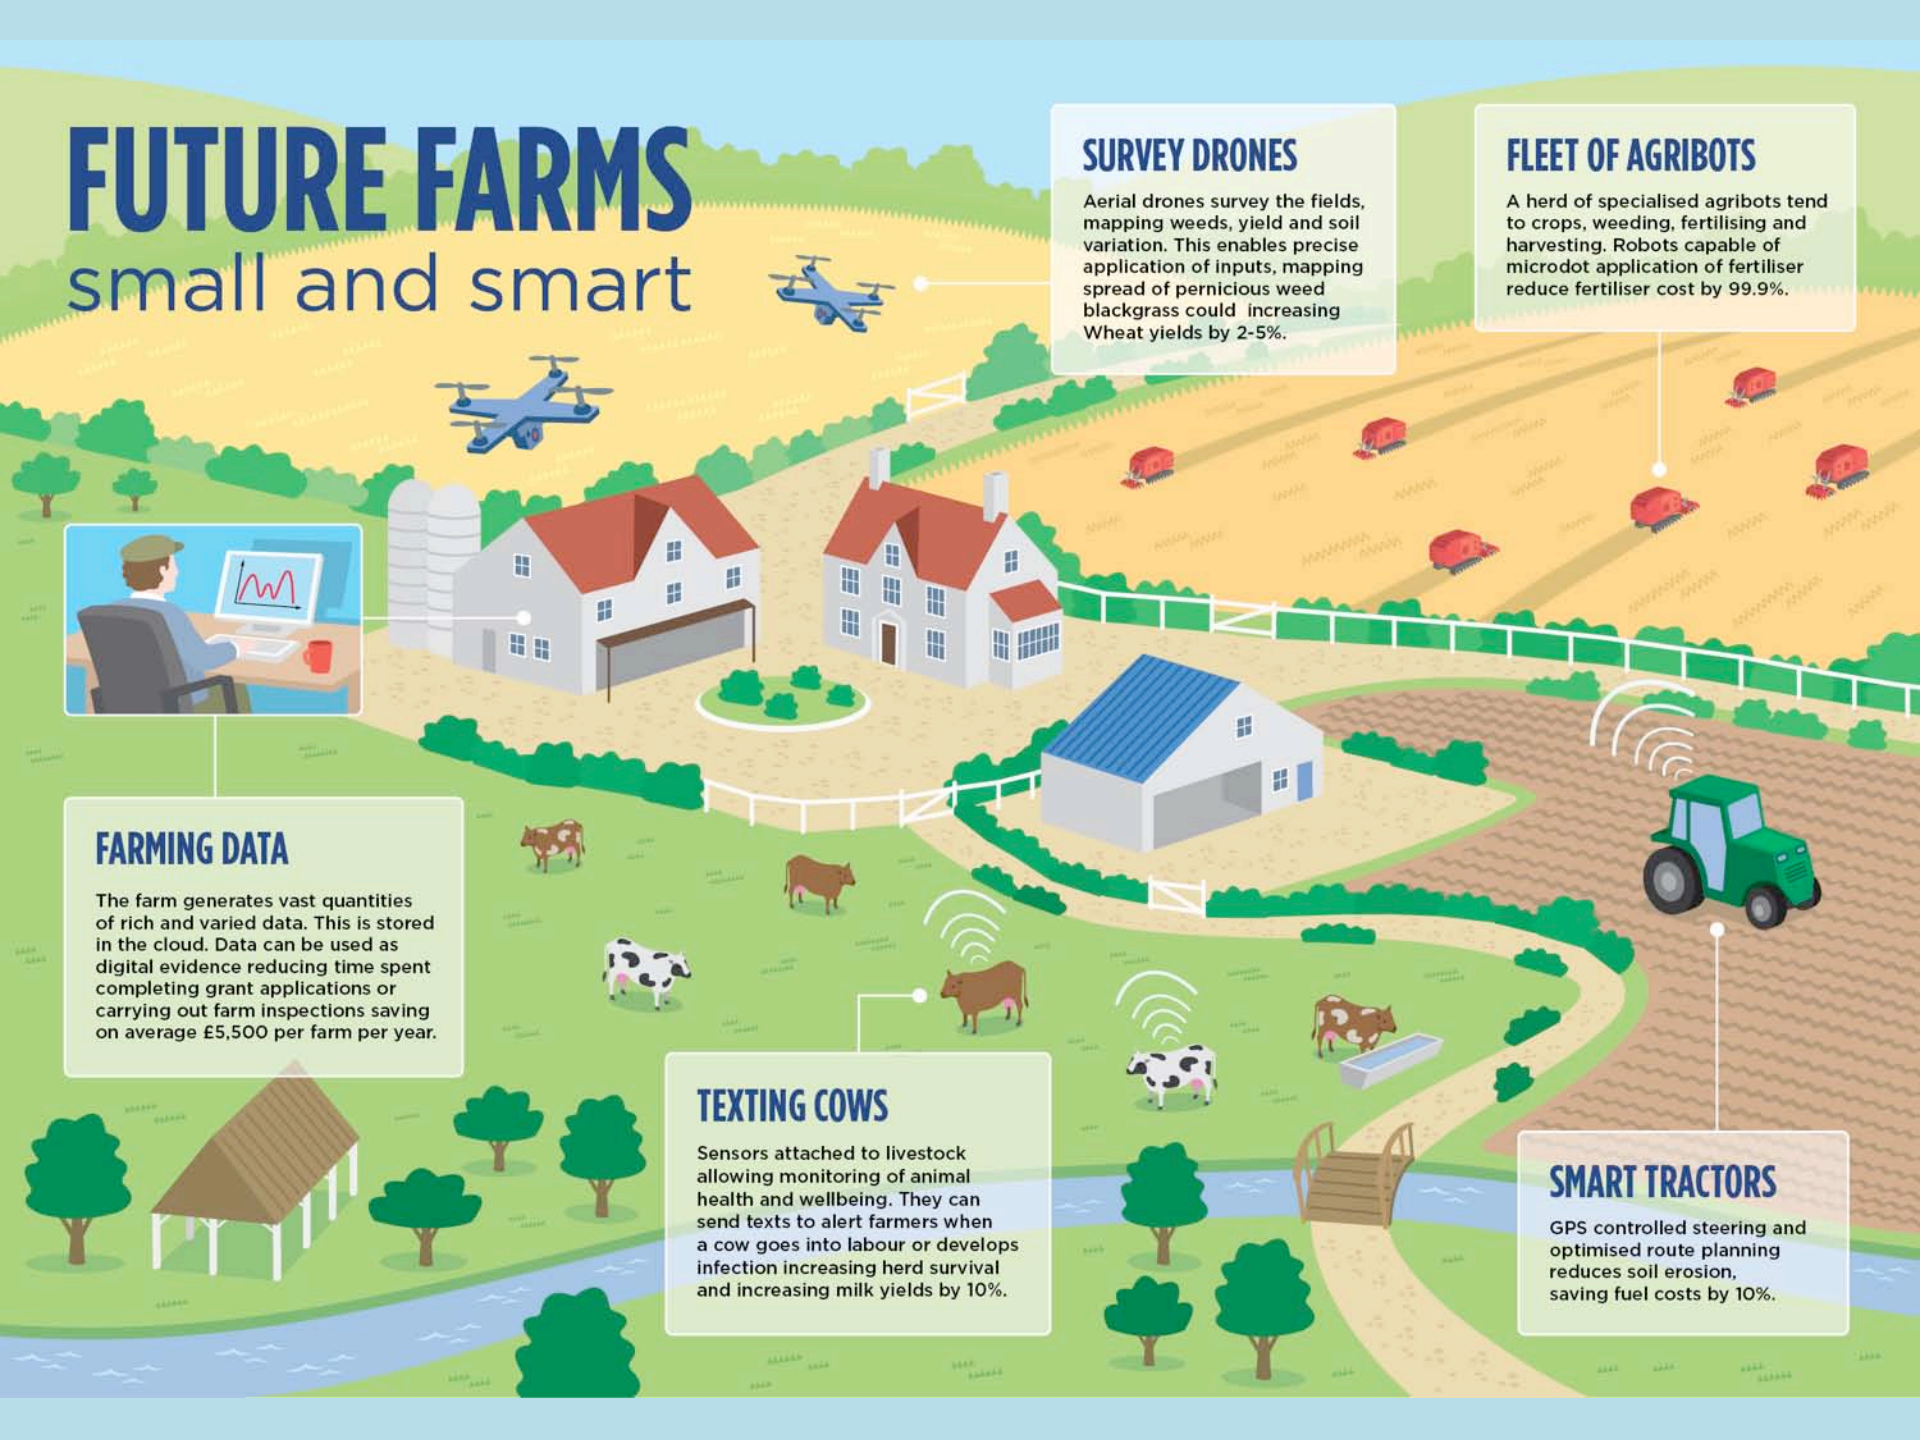 FUTURE FARMS
small and smart
SURVEY DRONES
Aerial drones survey the fields,
mapping weeds, yield and soil
variation. This enables precise
application of inputs, mapping
spread of pernicious weed
blackgrass could increasing
Wheat yields by 2-5%.
FLEET OF AGRIBOTS
A herd of specialised agribots tend
to crops, weeding, fertilising and
harvesting. Robots capable of
microdot application of fertiliser
reduce fertiliser cost by 99.9%.
FARMING DATA
The farm generates vast quantities
of rich and varied data. This is stored
in the cloud. Data can be used as
digital evidence reducing time spent
completing grant applications or
carrying out farm inspections saving
on average £5,500 per farm per year.
TEXTING COWS
Sensors attached to livestock
allowing monitoring of animal
health and wellbeing. They can
send texts to alert farmers when
a cow goes into labour or develops
infection increasing herd survival
and increasing milk yields by 10%.
SMART TRACTORS
GPS controlled steering and
optimised route planning
reduces soil erosion,
saving fuel costs by 10%.